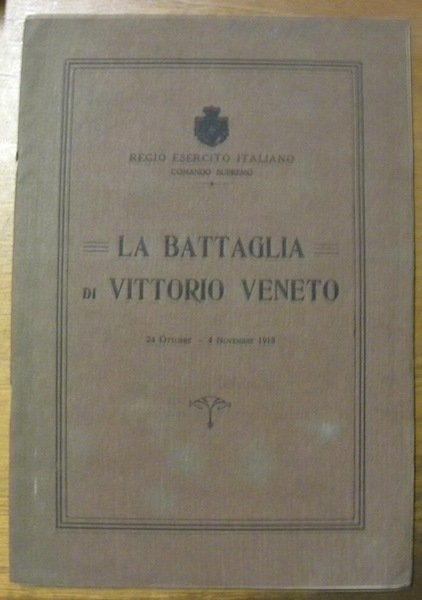 REGIO ESERCITO ITALIANO
COMANDO SUPREMO
LA BATTAGLIA
DI VITTORIO VENETO
24 OTTOBRE - 4 NOVEMBRE 1918